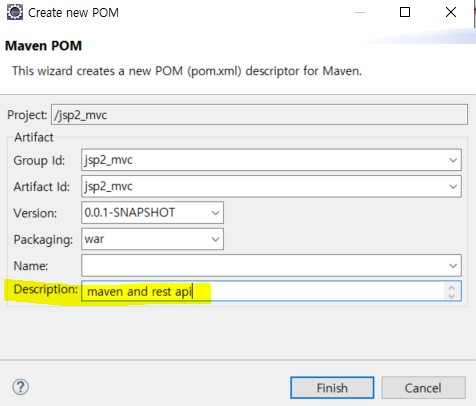 Create new POM
Maven POM
This wizard creates a new POM (pom.xml) descriptor for Maven.
Project: /jsp2_mvc
Artifact
Group Id: jsp2_mvc
Artifact Id: jsp2_mvc
Version: 0.0.1-SNAPSHOT
Packaging: war
Name:
Description: maven and rest api
Finish Cancel